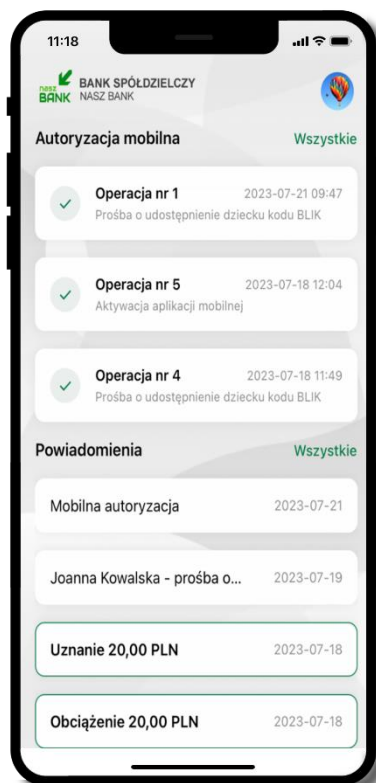 11:18
nasz BANK
BANK SPÓŁDZIELCZY
NASZ BANK
Autoryzacja mobilna Wszystkie
Operacja nr 1 2023-07-21 09:47
Prośba o udostępnienie dziecku kodu BLIK
Operacja nr 5 2023-07-18 12:04
Aktywacja aplikacji mobilnej
Operacja nr 4 2023-07-18 11:49
Prośba o udostępnienie dziecku kodu BLIK
Powiadomienia Wszystkie
Mobilna autoryzacja 2023-07-21
Joanna Kowalska - prośba o... 2023-07-19
Uznanie 20,00 PLN 2023-07-18
Obciążenie 20,00 PLN 2023-07-18